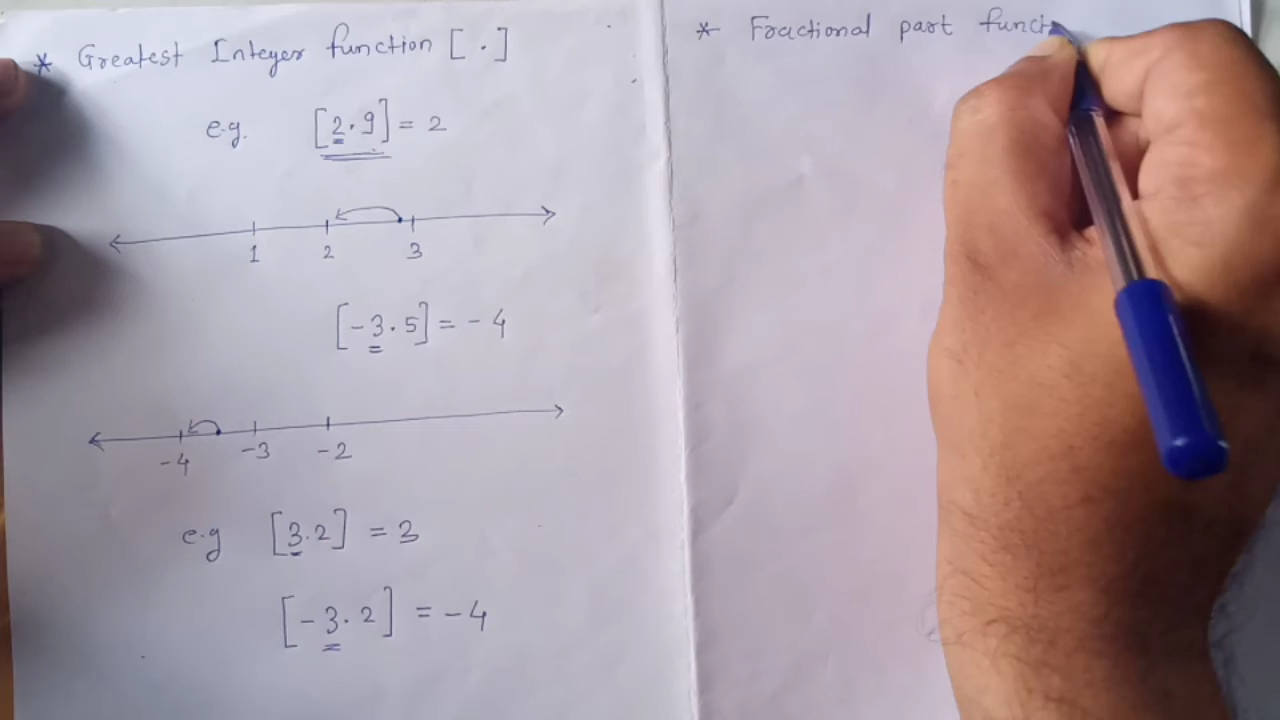 * Greatest Integer function [ . ]
e.g. [2.9] = 2
1 2 3
[-3.5] = -4
-4 -3 -2
e.g [3.2] = 3
[-3.2] = -4
* Fractional part funct